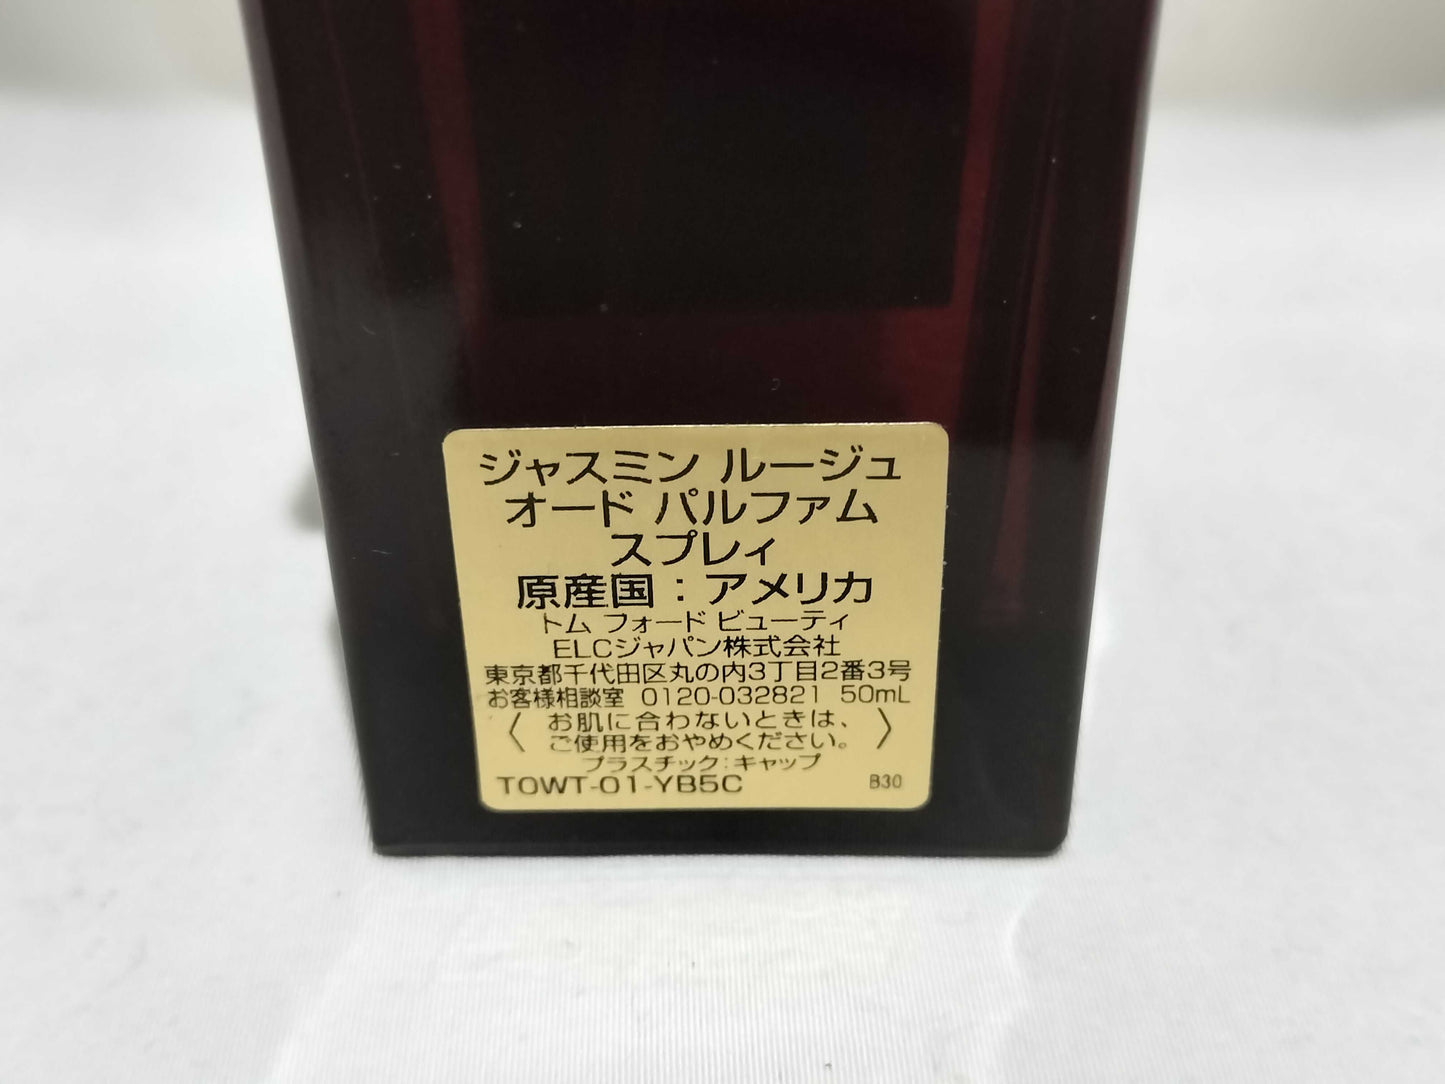 ジャスミン ルージュ
オード パルファム
スプレィ
原産国：アメリカ
トム フォード ビューティ
ELCジャパン株式会社
東京都千代田区丸の内3丁目2番3号
お客様相談室 0120-032821 50mL
〈 お肌に合わないときは、
ご使用をおやめください。 〉
プラスチック：キャップ
TOWT-01-YB5C B30